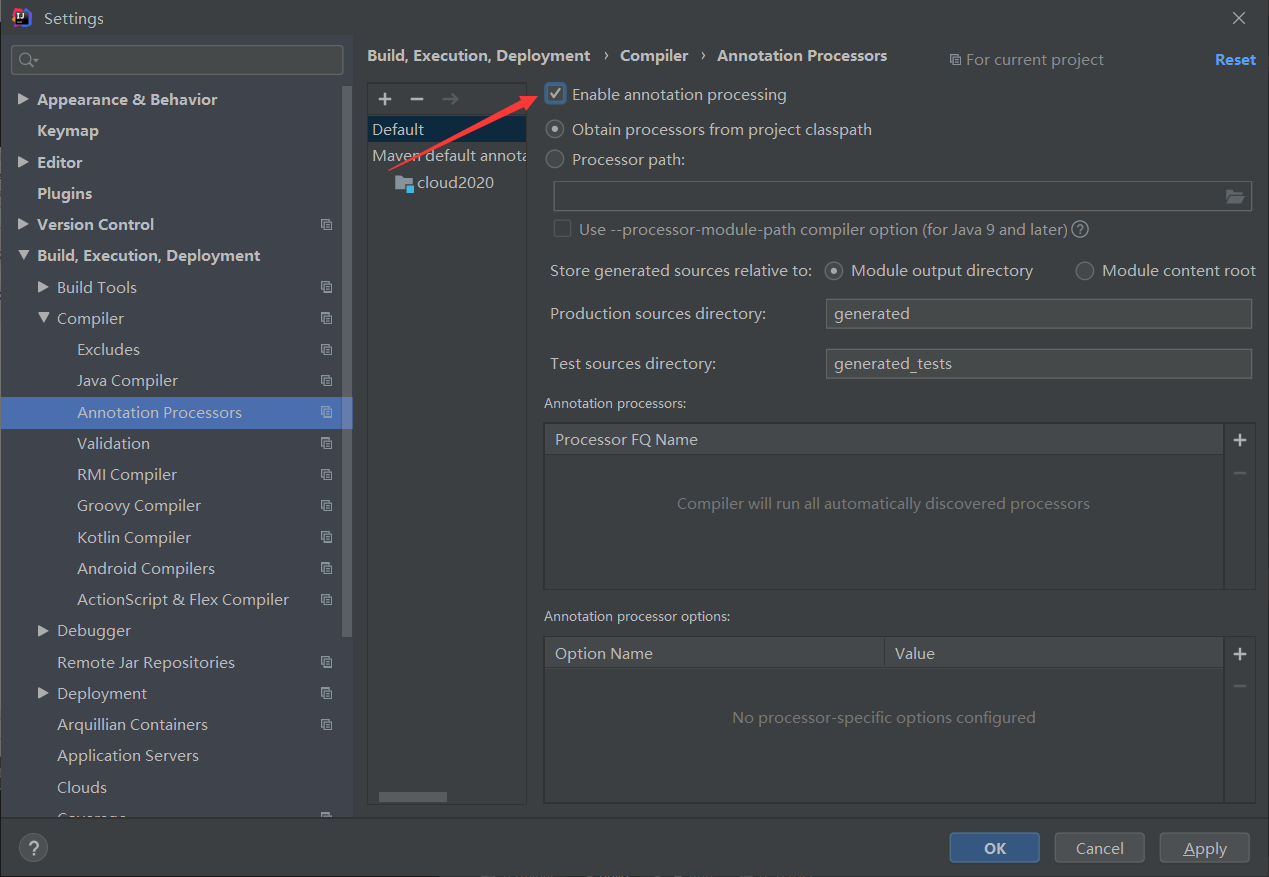 Settings
Appearance & Behavior
Keymap
Editor
Plugins
Version Control
Build, Execution, Deployment
Build Tools
Compiler
Excludes
Java Compiler
Annotation Processors
Validation
RMI Compiler
Groovy Compiler
Kotlin Compiler
Android Compilers
ActionScript & Flex Compiler
Debugger
Remote Jar Repositories
Deployment
Arquillian Containers
Application Servers
Clouds
Coverage
Build, Execution, Deployment › Compiler › Annotation Processors
For current project
Reset
Default
Maven default annota
cloud2020
Enable annotation processing
Obtain processors from project classpath
Processor path:
Use --processor-module-path compiler option (for Java 9 and later)
Store generated sources relative to: Module output directory Module content root
Production sources directory: generated
Test sources directory: generated_tests
Annotation processors:
Processor FQ Name
Compiler will run all automatically discovered processors
Annotation processor options:
Option Name Value
No processor-specific options configured
? OK Cancel Apply